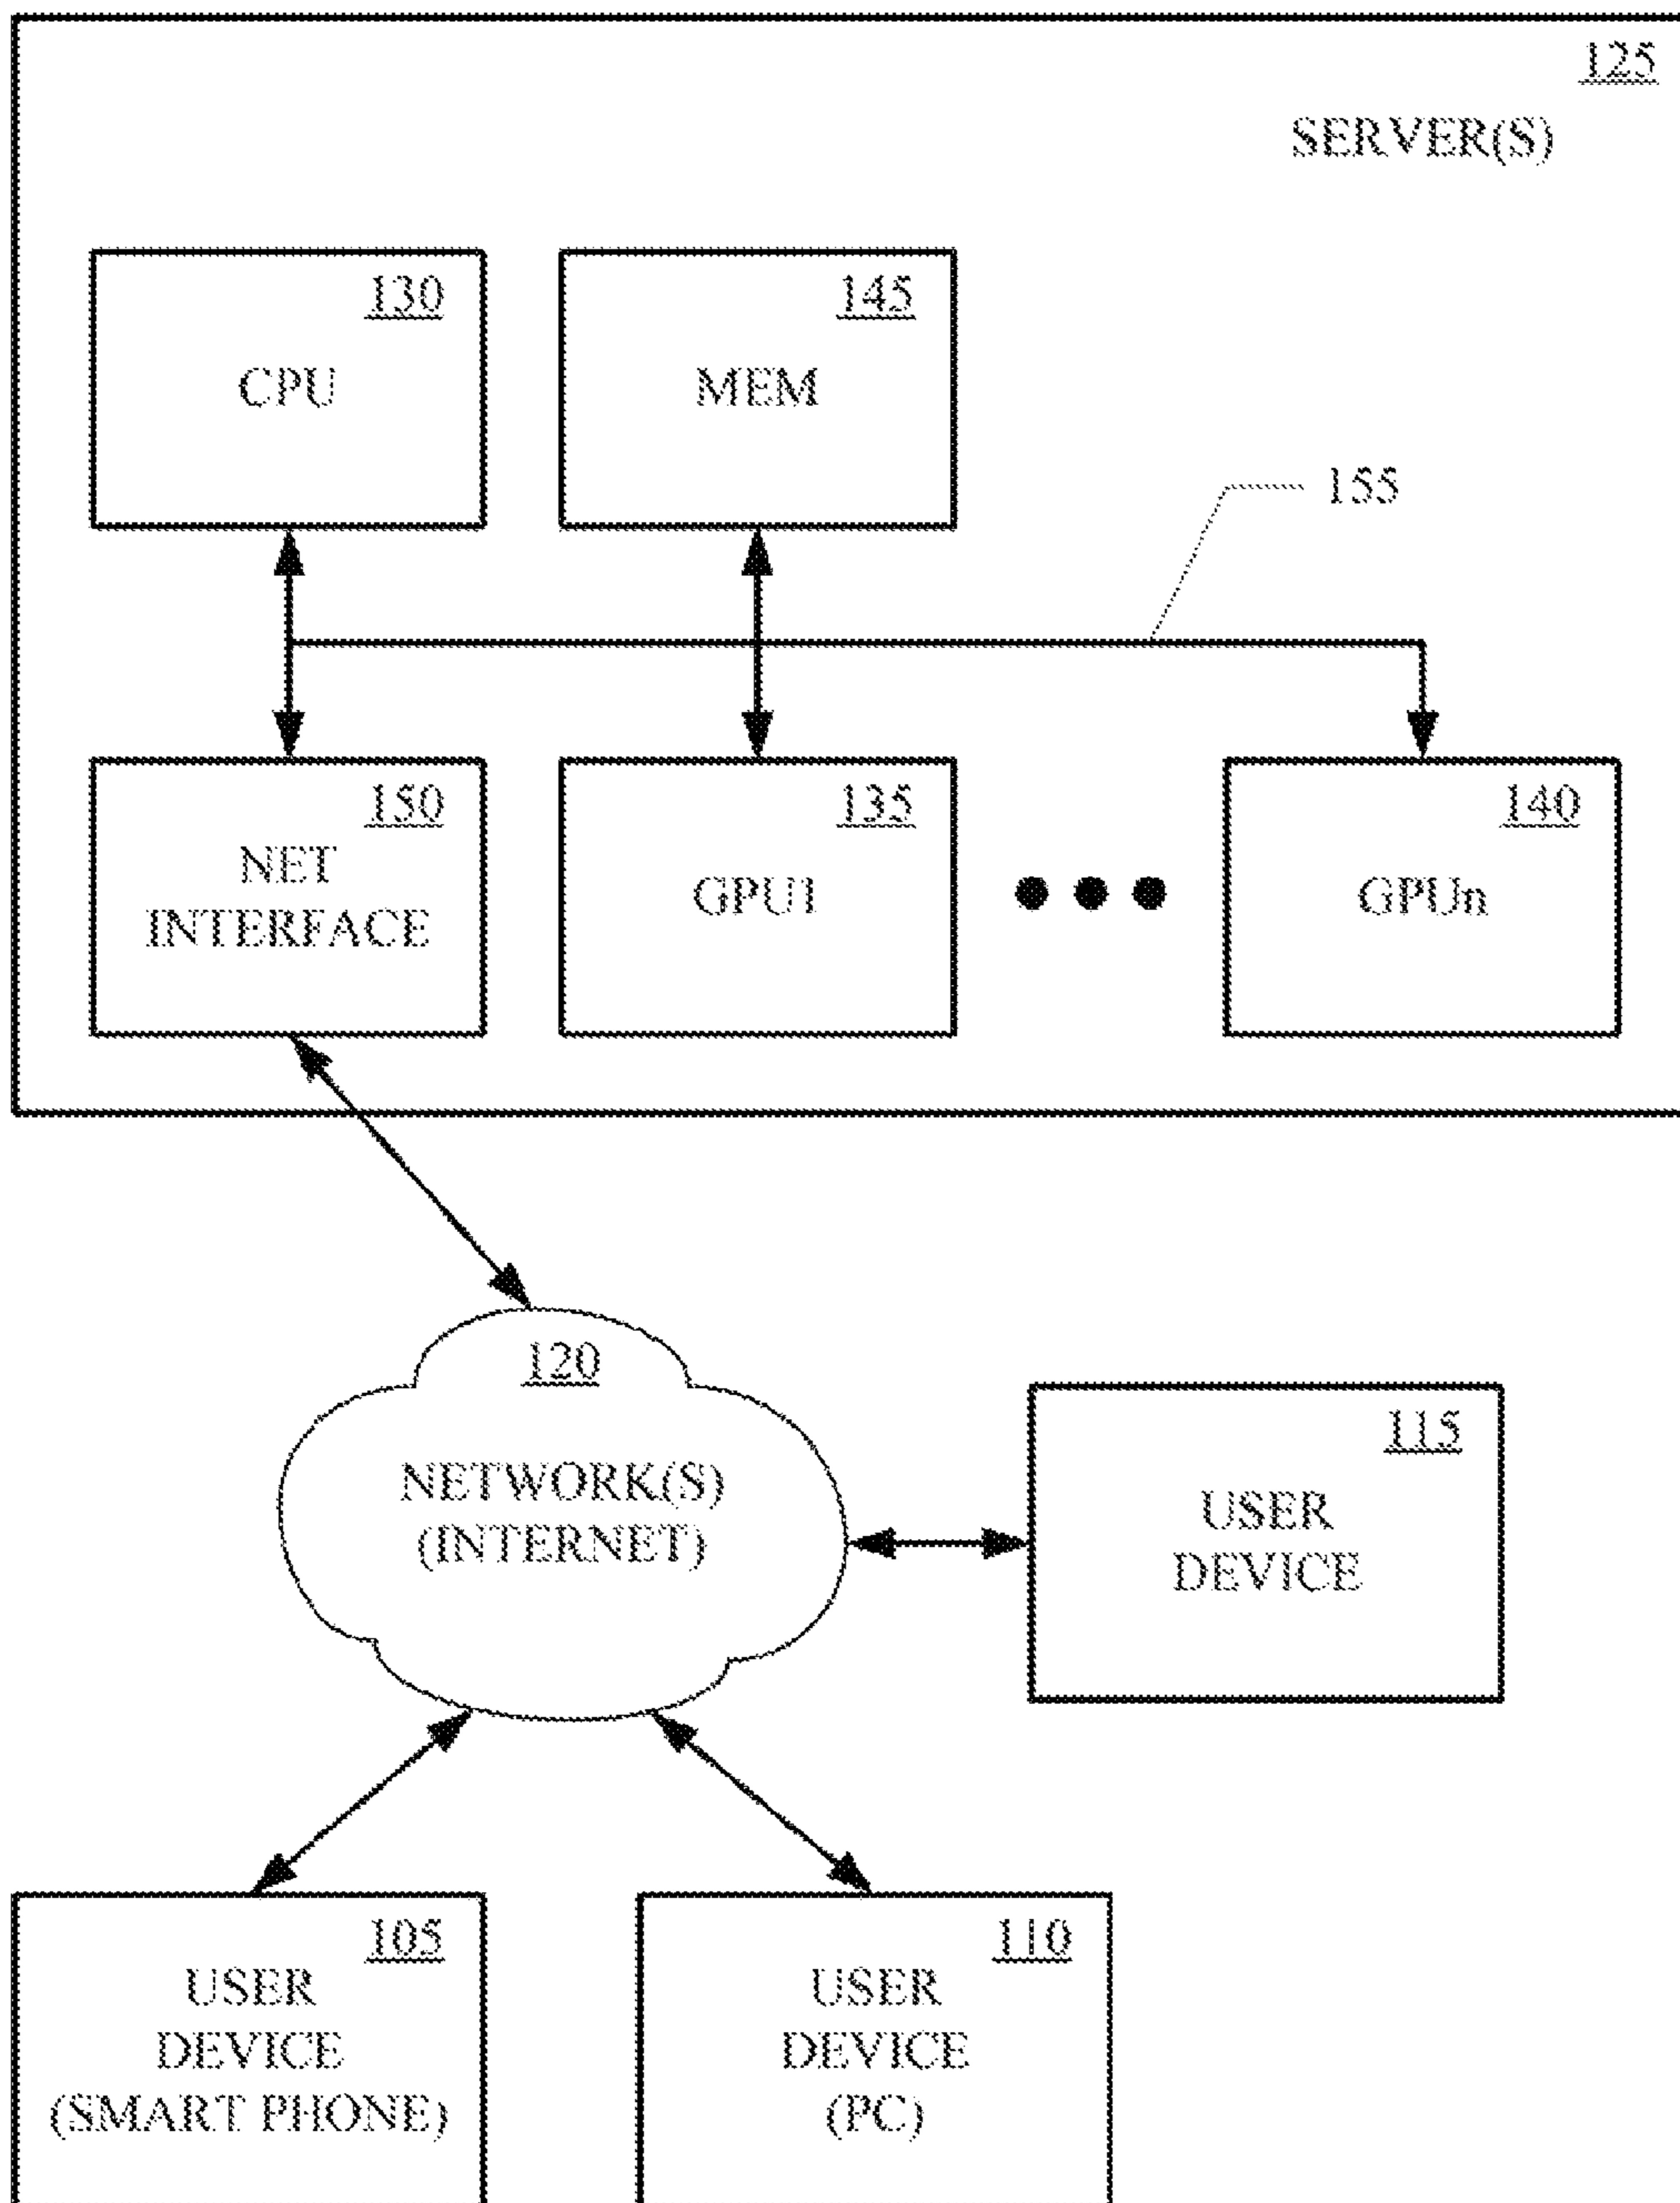 125
SERVER(S)
130
CPU
145
MEM
155
150
NET
INTERFACE
135
GPU1
140
GPUn
120
NETWORK(S)
(INTERNET)
115
USER
DEVICE
105
USER
DEVICE
(SMART PHONE)
110
USER
DEVICE
(PC)